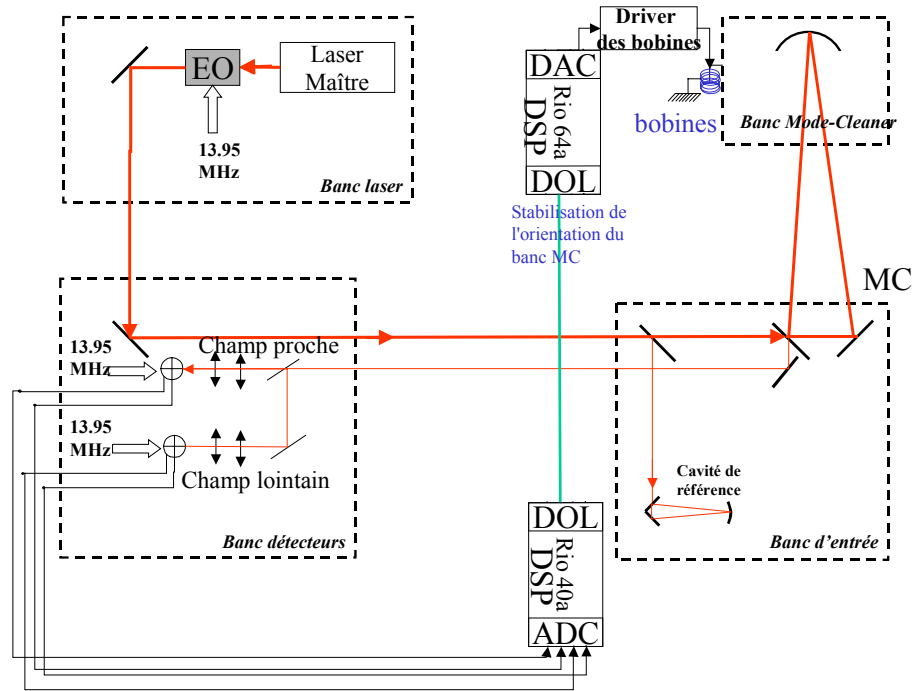 Laser
Maître
EO
13.95
MHz
Banc laser
Driver
des bobines
DAC
Rio 64a
DSP
DOL
bobines
Banc Mode-Cleaner
Stabilisation de
l'orientation du
banc MC
MC
13.95
MHz
Champ proche
13.95
MHz
Champ lointain
Banc détecteurs
Cavité de
référence
Banc d'entrée
DOL
Rio 40a
DSP
ADC